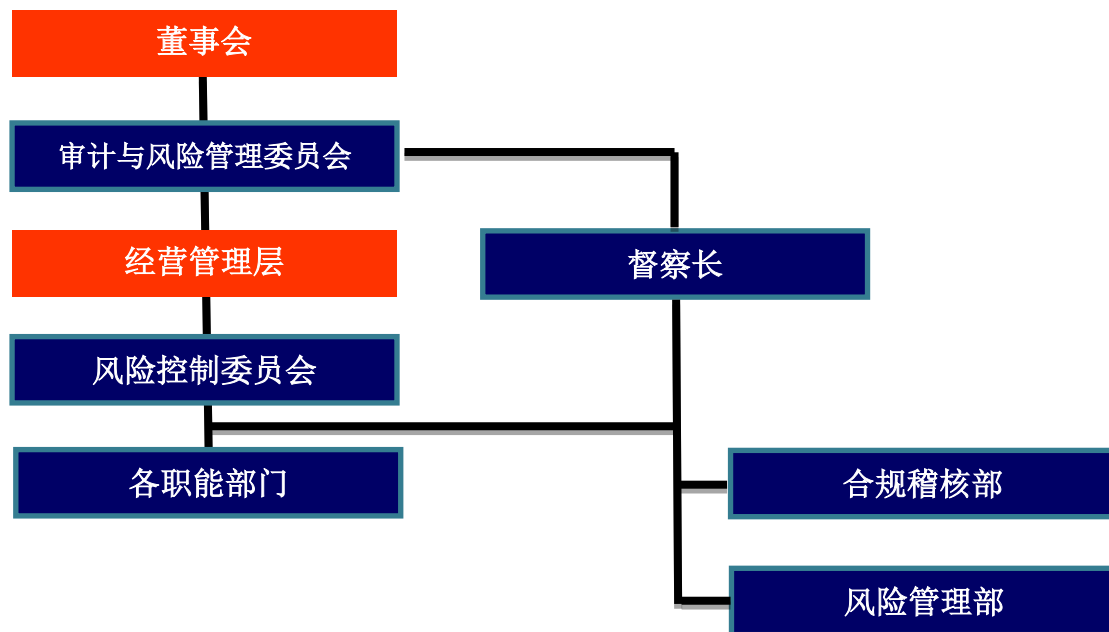 董事会
审计与风险管理委员会
经营管理层
督察长
风险控制委员会
各职能部门
合规稽核部
风险管理部